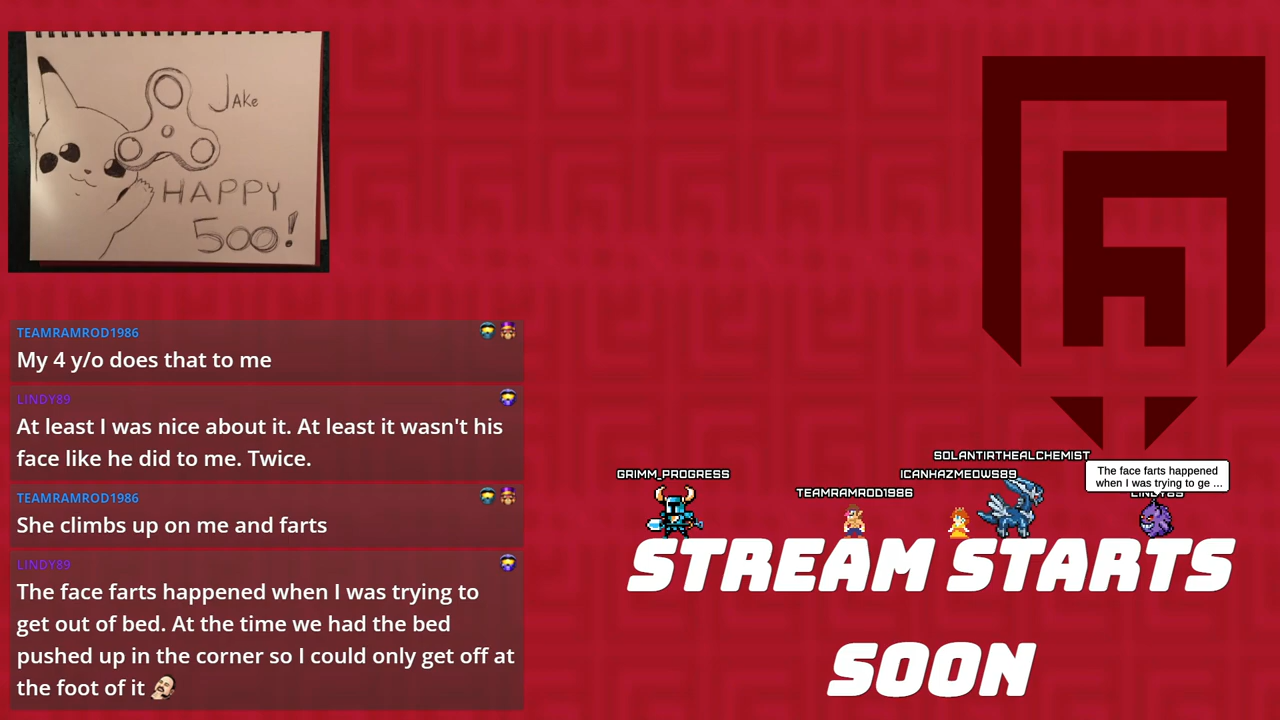 Jake
HAPPY
500!
TEAMRAMROD1986
My 4 y/o does that to me
LINDY89
At least I was nice about it. At least it wasn't his
face like he did to me. Twice.
TEAMRAMROD1986
She climbs up on me and farts
LINDY89
The face farts happened when I was trying to
get out of bed. At the time we had the bed
pushed up in the corner so I could only get off at
the foot of it
SOLANTIRTHEALCHEMIST
GRIMM_PROGRESS
ICANHAZMEOWS89
The face farts happened
when I was trying to ge ...
TEAMRAMROD1986
LINDY89
STREAM STARTS
SOON